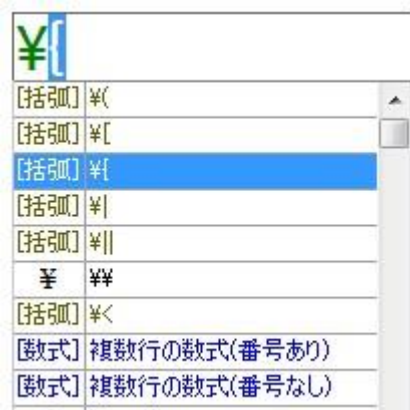 ¥{
[括弧] ¥(
[括弧] ¥[
[括弧] ¥{
[括弧] ¥|
[括弧] ¥||
¥ ¥¥
[括弧] ¥<
[数式] 複数行の数式(番号あり)
[数式] 複数行の数式(番号なし)